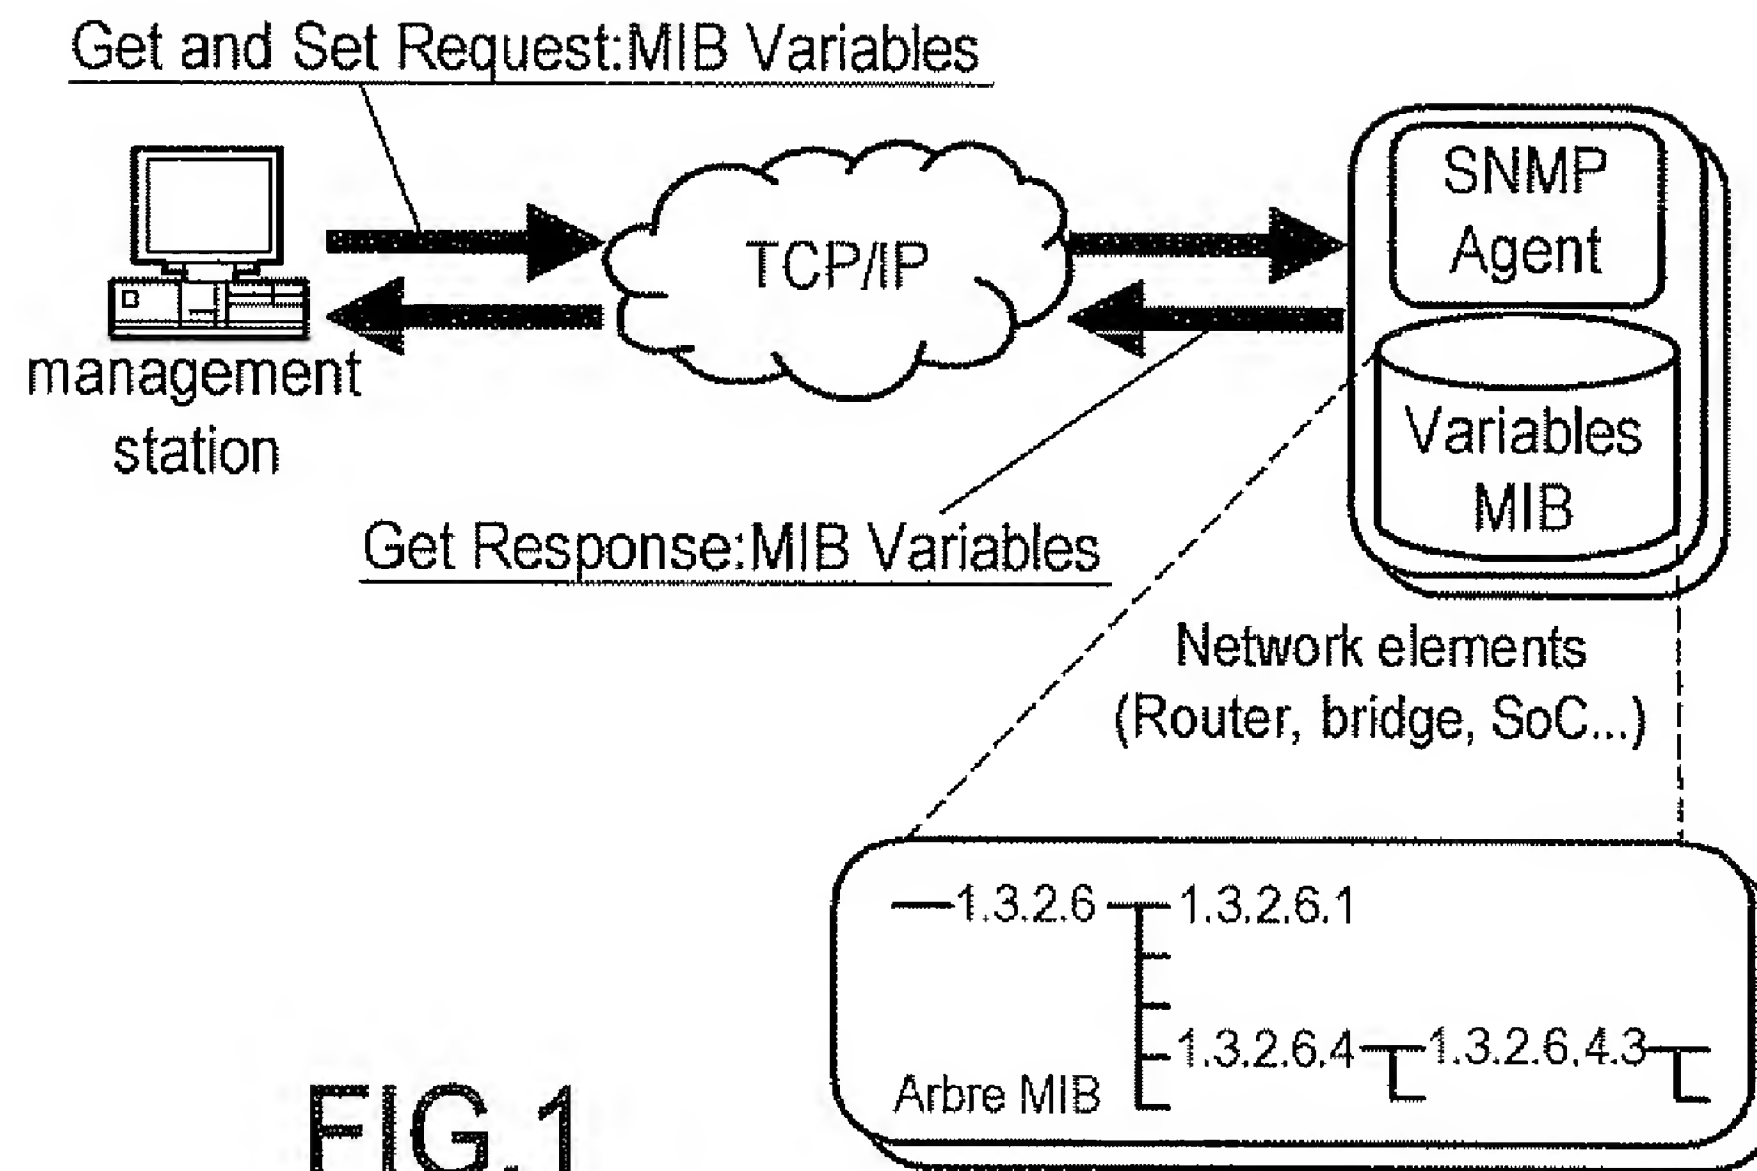 Get and Set Request:MIB Variables
SNMP
Agent
TCP/IP
management
station
Variables
MIB
Get Response:MIB Variables
Network elements
(Router, bridge, SoC...)
1.3.2.6
1.3.2.6.1
1.3.2.6.4
1.3.2.6.4.3
Arbre MIB
FIG.1